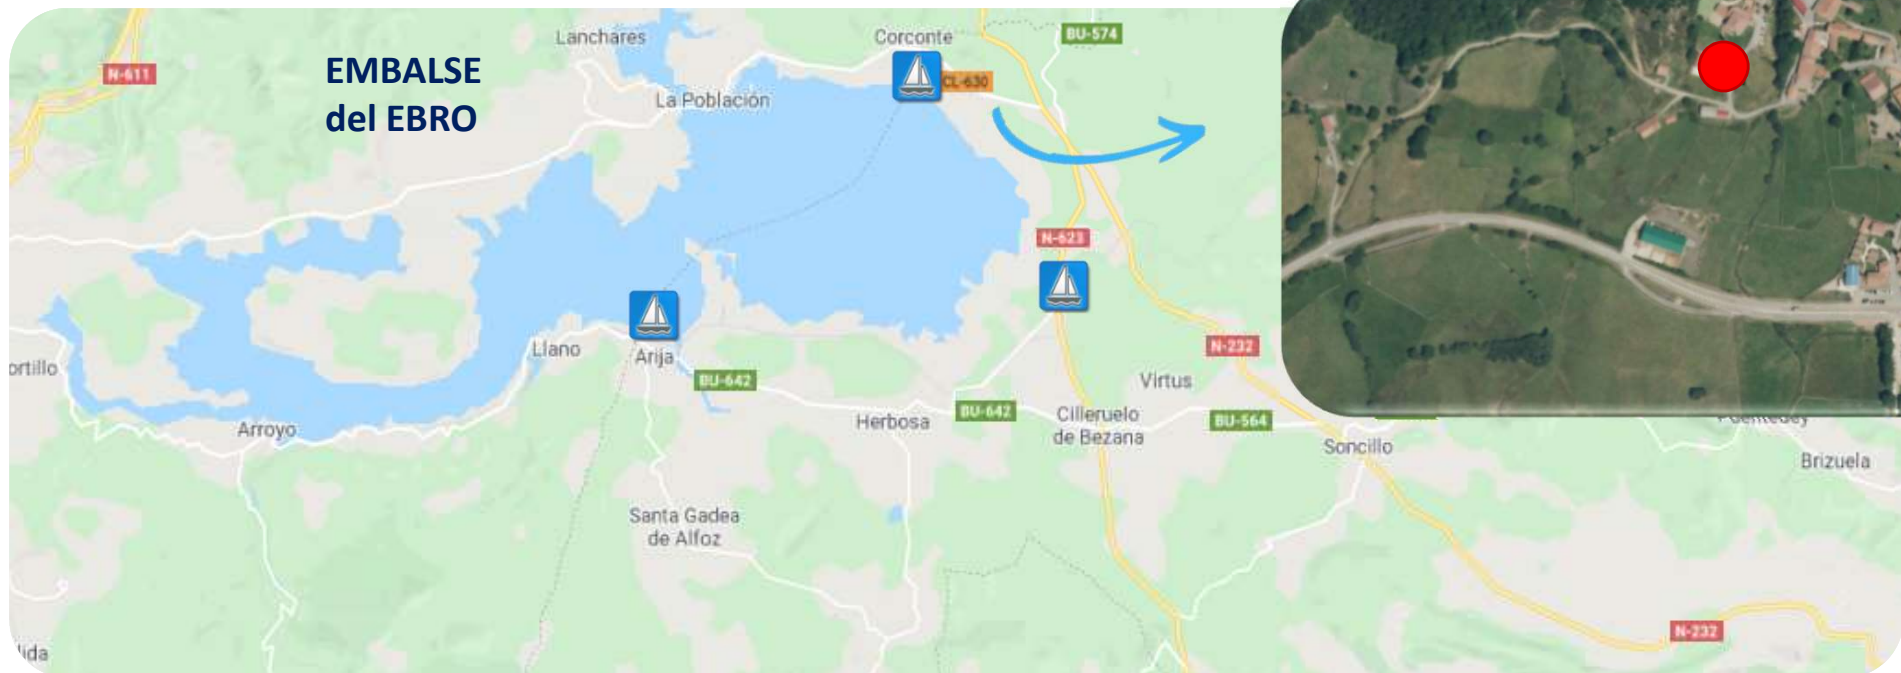 EMBALSE
del EBRO
Lanchares
Corconte
BU-574
N-611
CL-630
La Población
N-623
Llano
Arija
N-232
ortillo
BU-642
Virtus
BU-642
Herbosa
Cilleruelo
de Bezana
BU-564
Arroyo
Soncillo
Brizuela
Santa Gadea
de Alfoz
N-232
lida